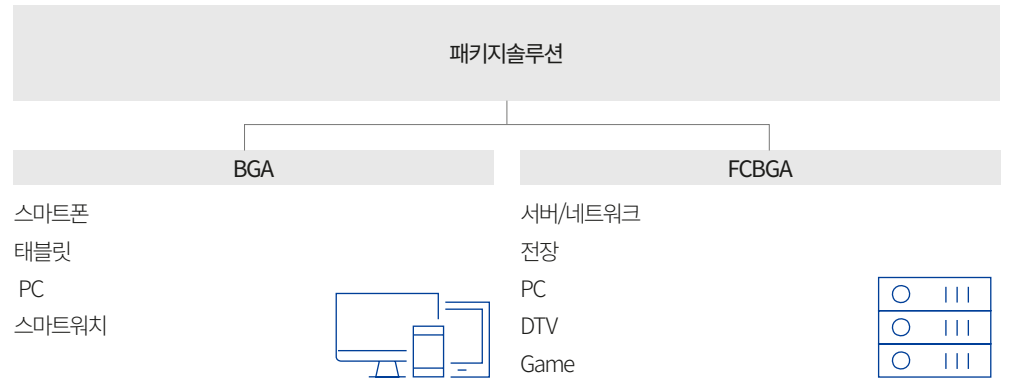 패키지솔루션
BGA
스마트폰
태블릿
PC
스마트워치
FCBGA
서버/네트워크
전장
PC
DTV
Game